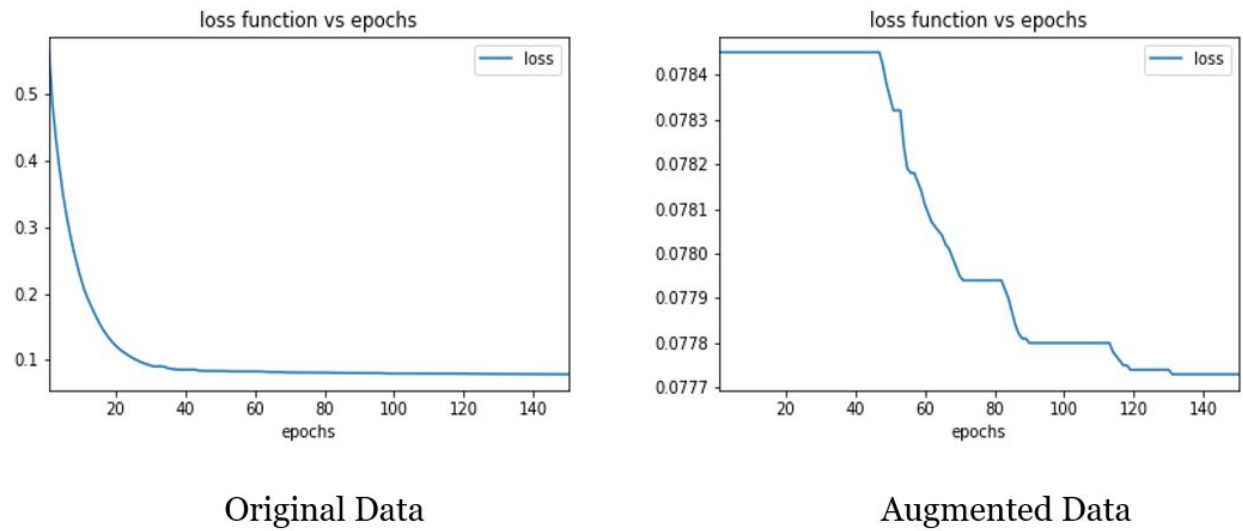 loss function vs epochs
loss
0.5
0.4
0.3
0.2
0.1
20 40 60 80 100 120 140
epochs
Original Data
loss function vs epochs
loss
0.0784
0.0783
0.0782
0.0781
0.0780
0.0779
0.0778
0.0777
20 40 60 80 100 120 140
epochs
Augmented Data